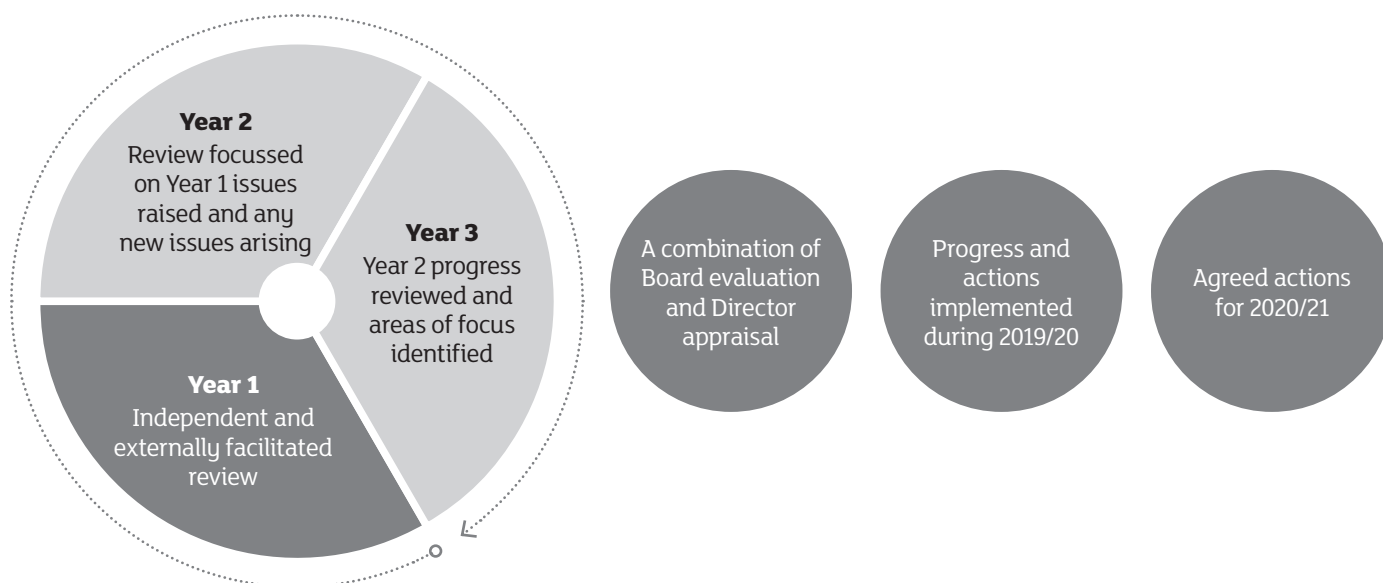 Year 2
Review focussed
on Year 1 issues
raised and any
new issues arising
Year 3
Year 2 progress
reviewed and
areas of focus
identified
Year 1
Independent and
externally facilitated
review
A combination of
Board evaluation
and Director
appraisal
Progress and
actions
implemented
during 2019/20
Agreed actions
for 2020/21